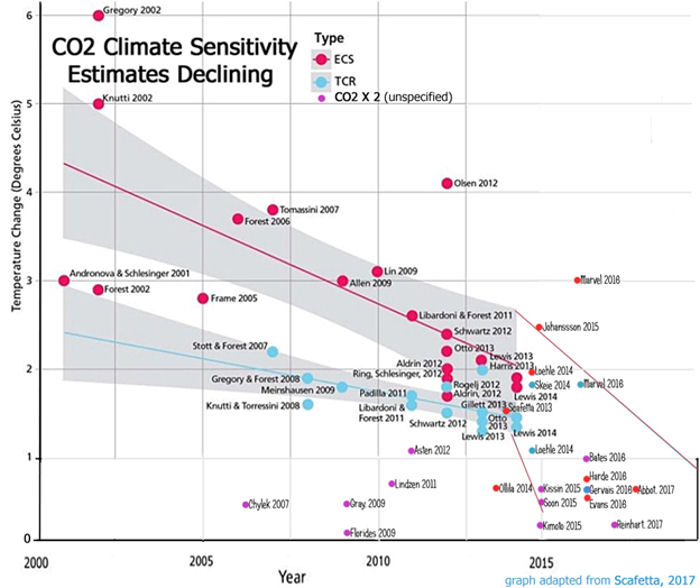 CO2 Climate Sensitivity
Estimates Declining
Type
ECS
TCR
CO2 X 2 (unspecified)
Temperature Change (Degrees Celsius)
6
5
4
3
2
1
0
Gregory 2002
Knutti 2002
Olsen 2012
Tomassini 2007
Forest 2006
Lin 2009
Allen 2009
Andronova & Schlesinger 2001
Forest 2002
Frame 2005
Marvel 2016
Libardoni & Forest 2011
Johanssson 2015
Schwartz 2012
Stott & Forest 2007
Otto 2013
Lewis 2013
Aldrin 2012
Harris 2013
Ring, Schlesinger, 2012
Loehle 2014
Gregory & Forest 2008
Meinshausen 2009
Rogelj 2012
Skeie 2014
Marvel 2016
Padilla 2011
Aldrin, 2012
Lewis 2014
Knutti & Torressini 2008
Libardoni &
Forest 2011
Gillett 2013
Scafetta 2013
Schwartz 2012
Otto
2013
Lewis 2013
Lewis 2014
Asten 2012
Loehle 2014
Bates 2016
Harde 2016
Lindzen 2011
Ollila 2014
Kissin 2015
Gervais 2016
Abbot. 2017
Chylek 2007
Gray. 2009
Soon 2015
Evans 2016
Florides 2009
Kimoto 2015
Reinhart. 2017
2000
2005
2010
2015
Year
graph adapted from Scafetta, 2017